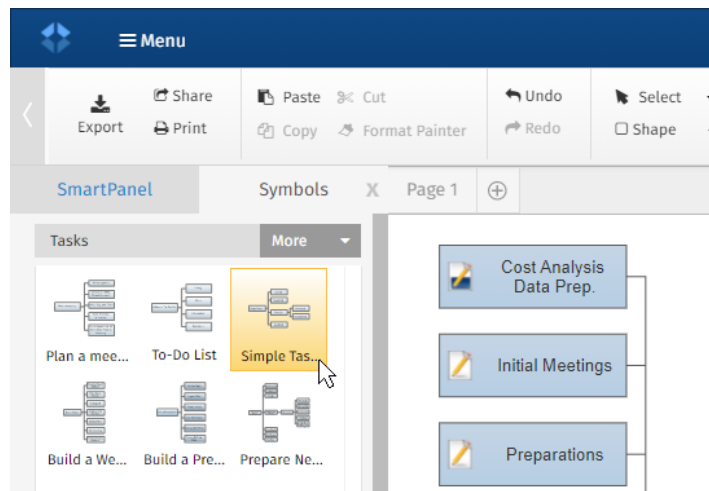 Menu
Export
Share
Print
Paste
Cut
Copy
Format Painter
Undo
Redo
Select
Shape
SmartPanel
Symbols
X
Page 1
Tasks
More
Plan a mee...
To-Do List
Simple Tas...
Build a We...
Build a Pre...
Prepare Ne...
Cost Analysis
Data Prep.
Initial Meetings
Preparations